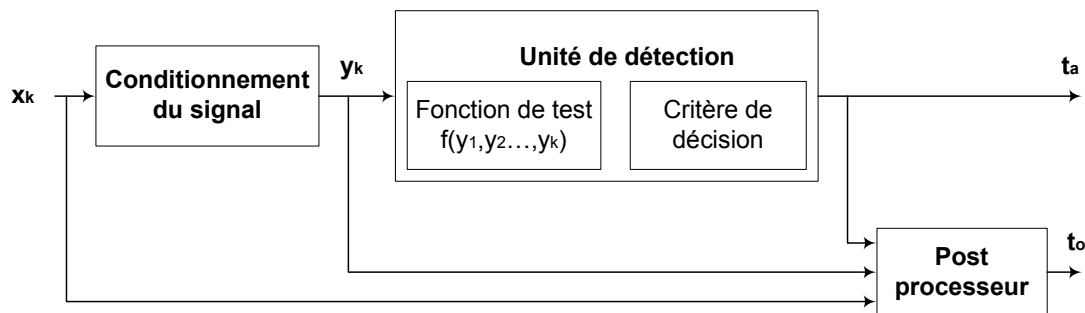 xk
Conditionnement
du signal
yk
Unité de détection
Fonction de test
f(y1,y2…,yk)
Critère de
décision
ta
Post
processeur
to